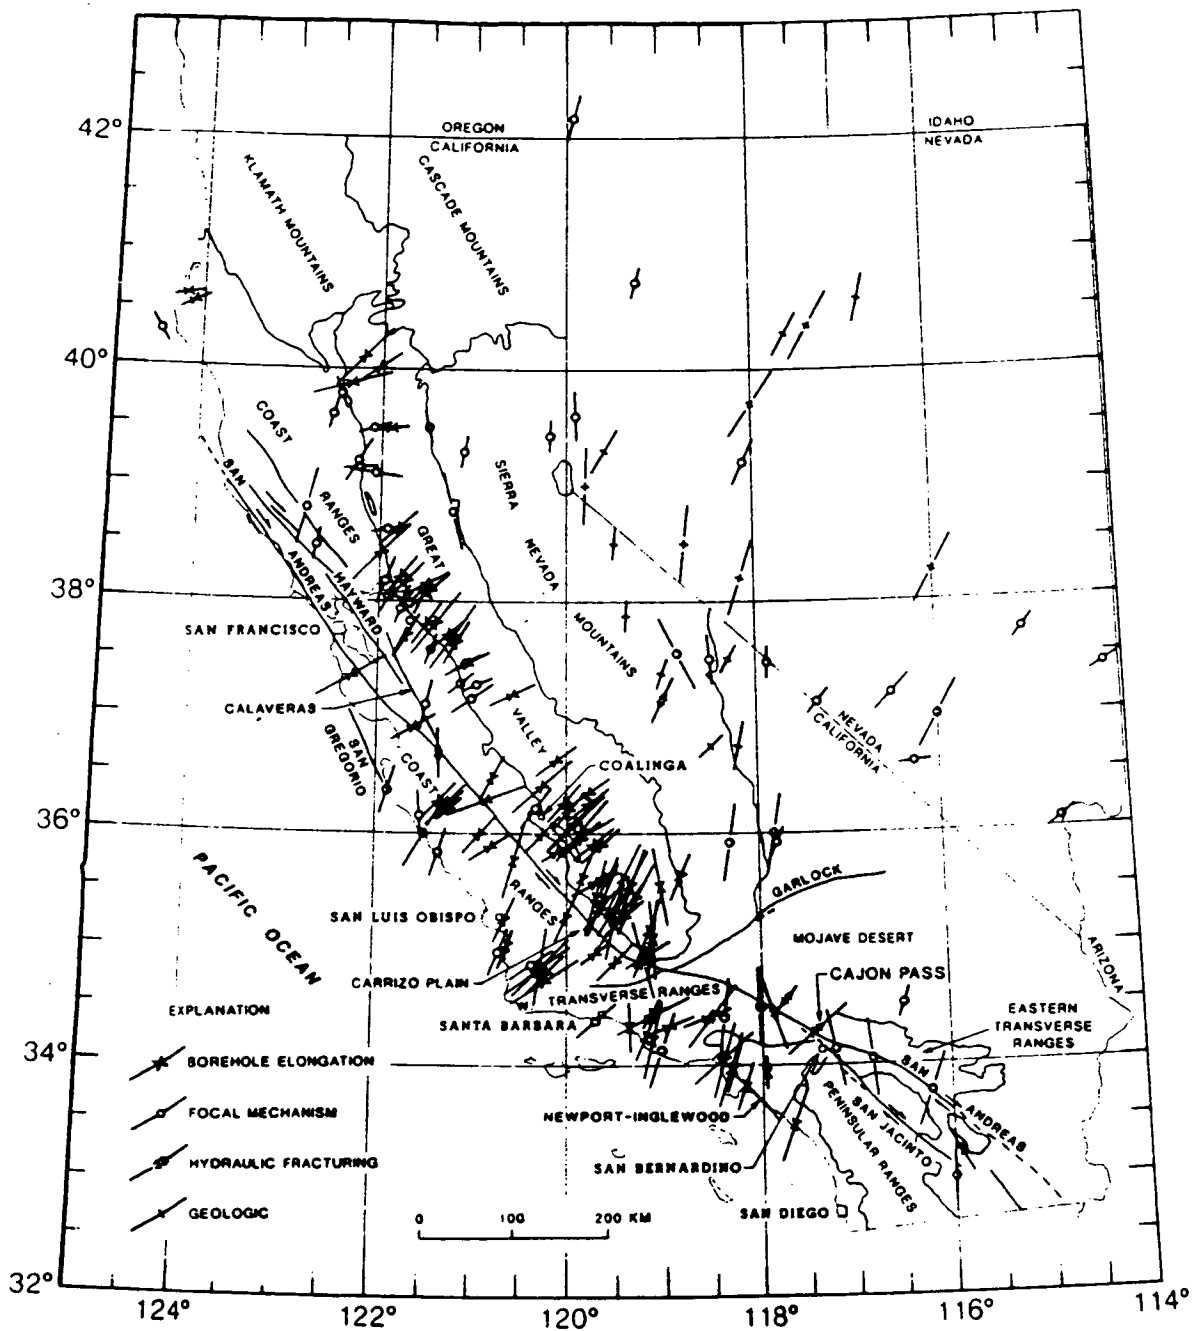 42°
40°
38°
36°
34°
32°
124°
122°
120°
118°
116°
114°
OREGON
CALIFORNIA
IDAHO
NEVADA
KLAMATH MOUNTAINS
CASCADE MOUNTAINS
COAST
RANGES
SAN
ANDREAS
HAYWARD
GREAT
VALLEY
SIERRA
NEVADA
MOUNTAINS
SAN FRANCISCO
CALAVERAS
SAN
GREGORIO
COAST
RANGES
COALINGA
NEVADA
CALIFORNIA
PACIFIC OCEAN
SAN LUIS OBISPO
CARRIZO PLAIN
SANTA BARBARA
TRANSVERSE RANGES
GARLOCK
MOJAVE DESERT
CAJON PASS
ARIZONA
EASTERN
TRANSVERSE
RANGES
SAN
ANDREAS
SAN JACINTO
PENINSULAR RANGES
NEWPORT-INGLEWOOD
SAN BERNARDINO
SAN DIEGO
EXPLANATION
BOREHOLE ELONGATION
FOCAL MECHANISM
HYDRAULIC FRACTURING
GEOLOGIC
0 100 200 KM